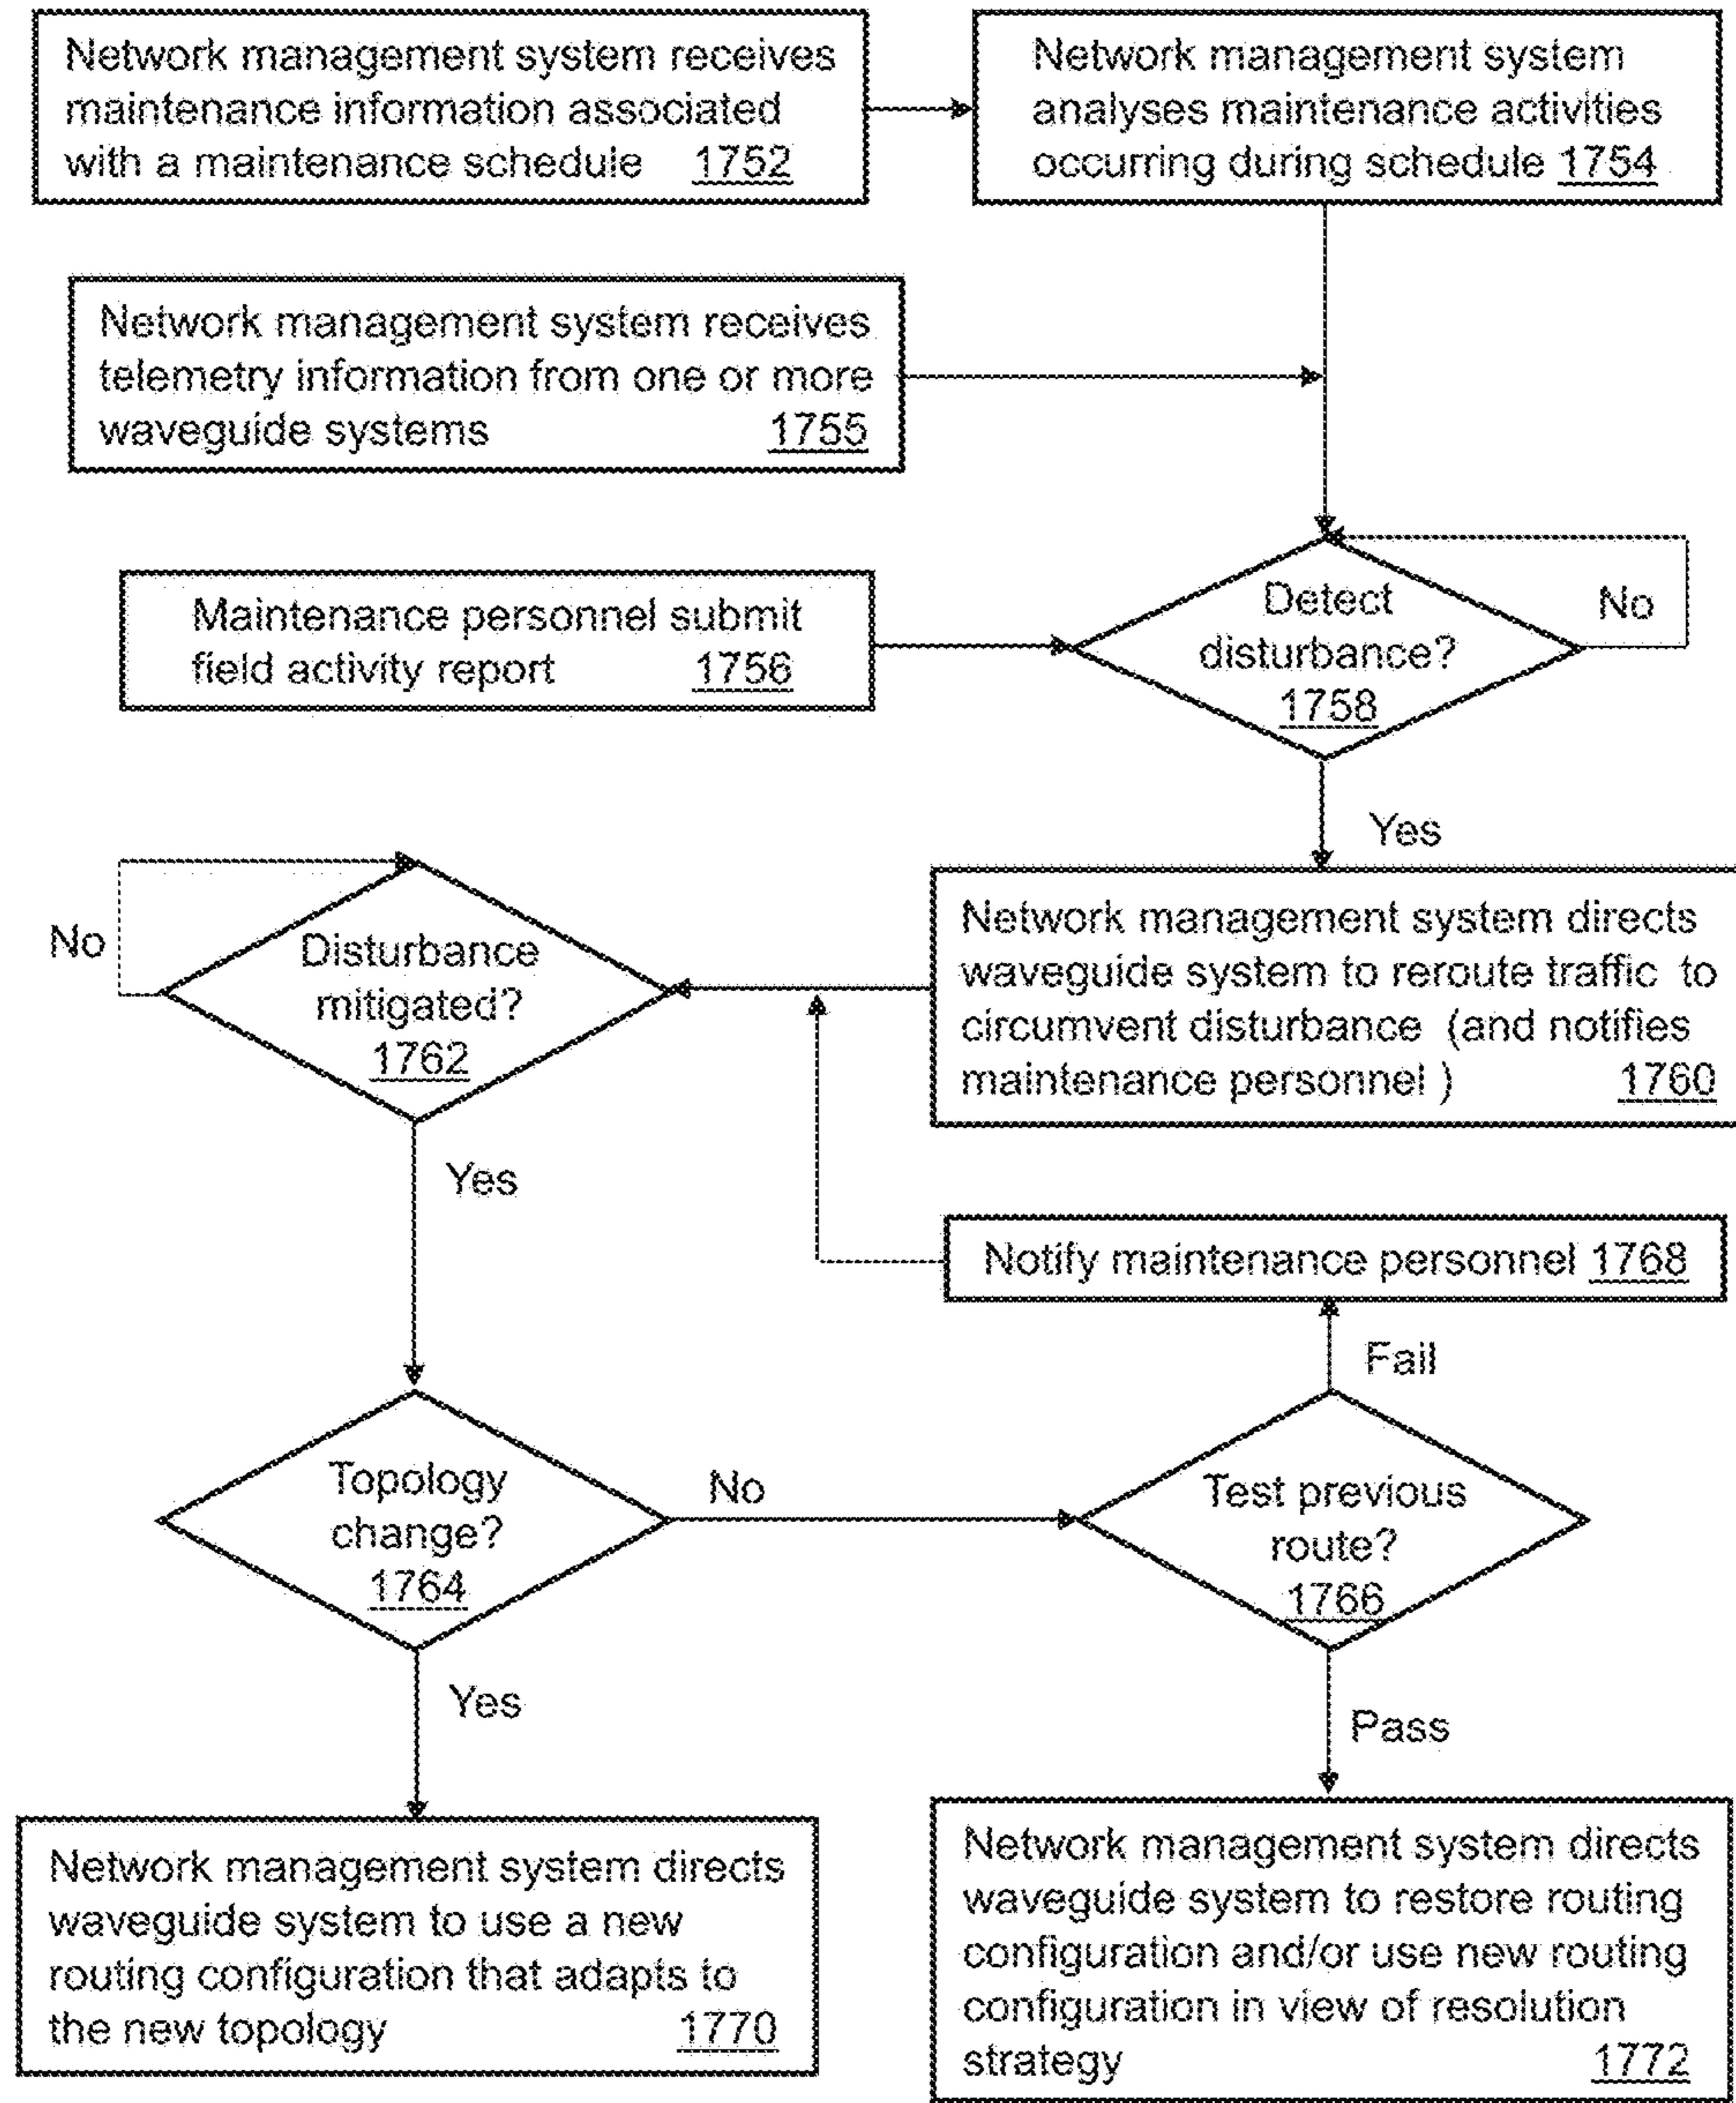 Network management system receives
maintenance information associated
with a maintenance schedule 1752
Network management system
analyses maintenance activities
occurring during schedule 1754
Network management system receives
telemetry information from one or more
waveguide systems 1755
Maintenance personnel submit
field activity report 1756
Detect
disturbance?
1758
No
Yes
Network management system directs
waveguide system to reroute traffic to
circumvent disturbance (and notifies
maintenance personnel ) 1760
No
Disturbance
mitigated?
1762
Yes
Notify maintenance personnel 1768
Fail
Topology
change?
1764
No
Test previous
route?
1766
Yes
Pass
Network management system directs
waveguide system to use a new
routing configuration that adapts to
the new topology 1770
Network management system directs
waveguide system to restore routing
configuration and/or use new routing
configuration in view of resolution
strategy 1772